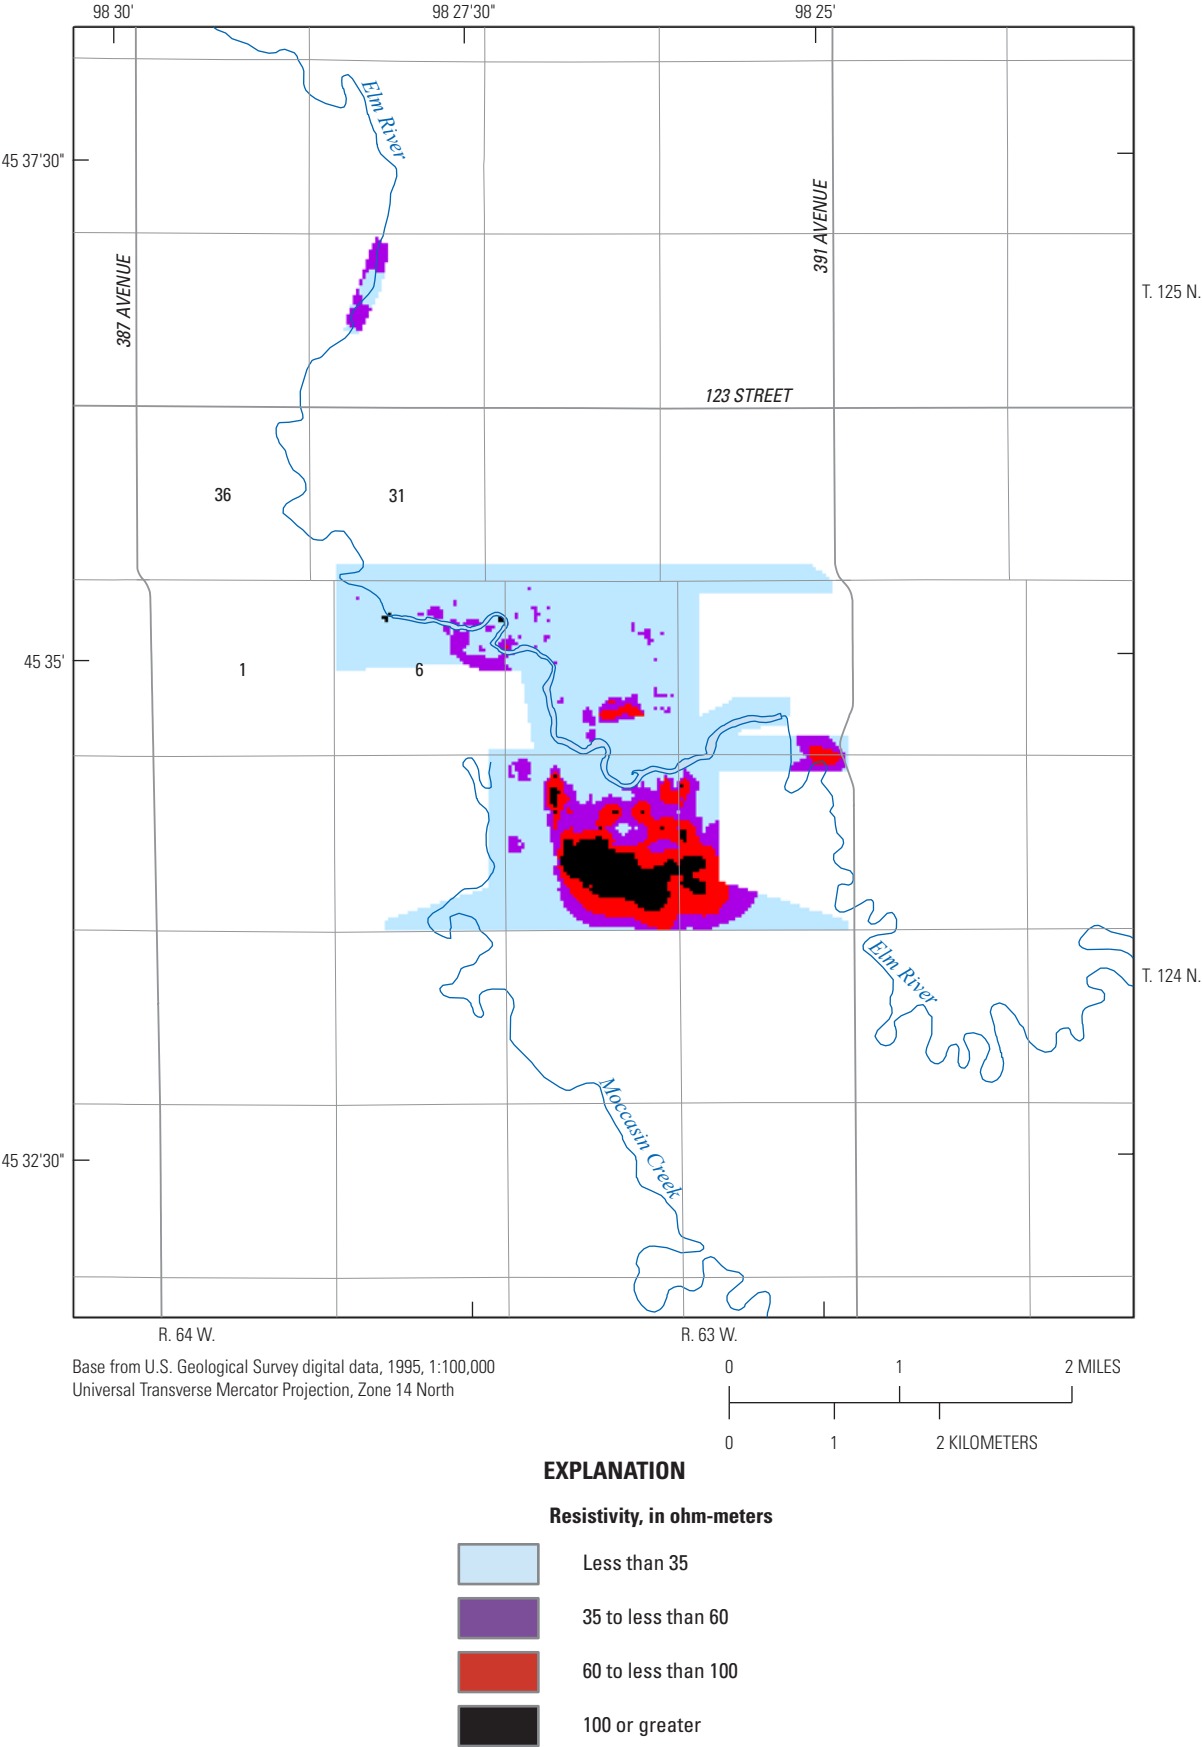 98 30'
98 27'30"
98 25'
Elm River
45 37'30"
391 AVENUE
387 AVENUE
T. 125 N.
123 STREET
36
31
45 35'
1
6
Elm River
T. 124 N.
Moccasin Creek
45 32'30"
R. 64 W.
R. 63 W.
Base from U.S. Geological Survey digital data, 1995, 1:100,000
Universal Transverse Mercator Projection, Zone 14 North
0 1 2 MILES
0 1 2 KILOMETERS
EXPLANATION
Resistivity, in ohm-meters
Less than 35
35 to less than 60
60 to less than 100
100 or greater